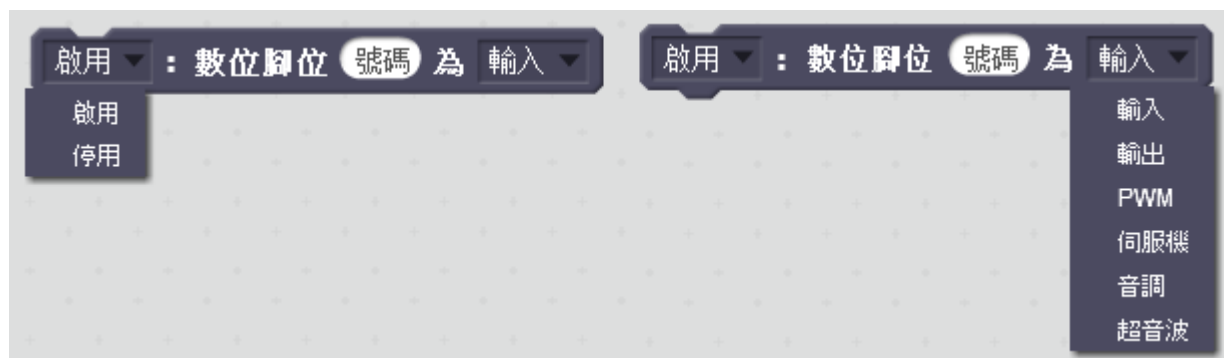 啟用 : 數位腳位 號碼 為 輸入
啟用
停用
啟用 : 數位腳位 號碼 為 輸入
輸入
輸出
PWM
伺服機
音調
超音波